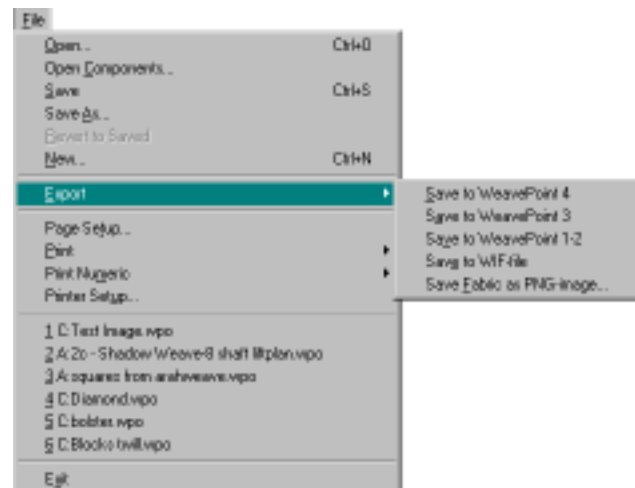 File
Open... Ctrl+O
Open Components...
Save Ctrl+S
Save As...
Revert to Saved
New... Ctrl+N
Export
Page Setup...
Print
Print Numeric
Printer Setup...
1 C:Text Image.wpo
2 A:2c - Shadow Weave-8 shaft liftplan.wpo
3 A:squares from arahweave.wpo
4 C:Diamond.wpo
5 C:bolster.wpo
6 C:Blocks twill.wpo
Exit
Save to WeavePoint 4
Save to WeavePoint 3
Save to WeavePoint 1-2
Save to WIF-file
Save Fabric as PNG-image...